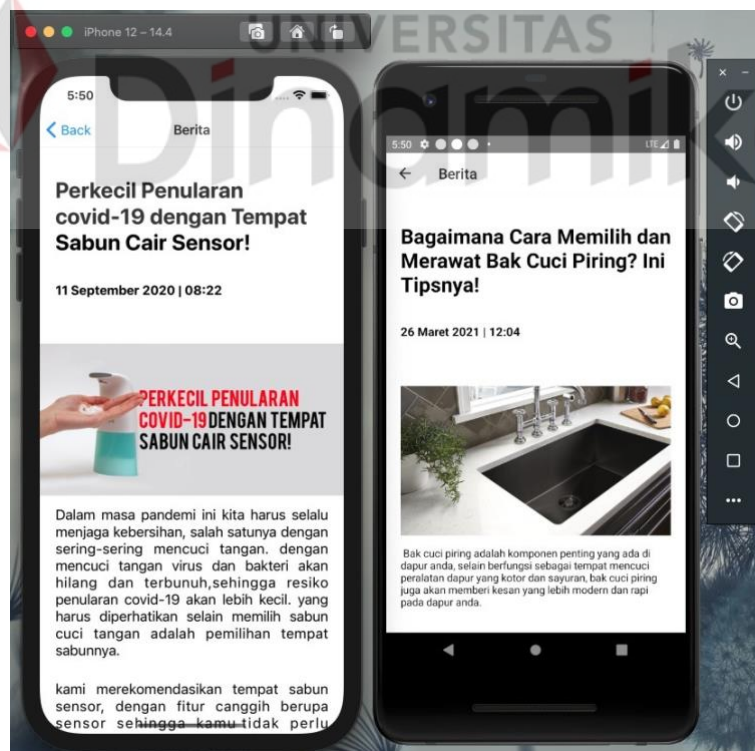 UNIVERSITAS
Dinamik
iPhone 12 – 14.4
5:50
Back
Berita
Perkecil Penularan
covid-19 dengan Tempat
Sabun Cair Sensor!
11 September 2020 | 08:22
PERKECIL PENULARAN
COVID-19 DENGAN TEMPAT
SABUN CAIR SENSOR!
Dalam masa pandemi ini kita harus selalu
menjaga kebersihan, salah satunya dengan
sering-sering mencuci tangan. dengan
mencuci tangan virus dan bakteri akan
hilang dan terbunuh,sehingga resiko
penularan covid-19 akan lebih kecil. yang
harus diperhatikan selain memilih sabun
cuci tangan adalah pemilihan tempat
sabunnya.
kami merekomendasikan tempat sabun
sensor, dengan fitur canggih berupa
sensor sehingga kamu tidak perlu
5:50
LTE
Berita
Bagaimana Cara Memilih dan
Merawat Bak Cuci Piring? Ini
Tipsnya!
26 Maret 2021 | 12:04
Bak cuci piring adalah komponen penting yang ada di
dapur anda, selain berfungsi sebagai tempat mencuci
peralatan dapur yang kotor dan sayuran, bak cuci piring
juga akan memberi kesan yang lebih modern dan rapi
pada dapur anda.